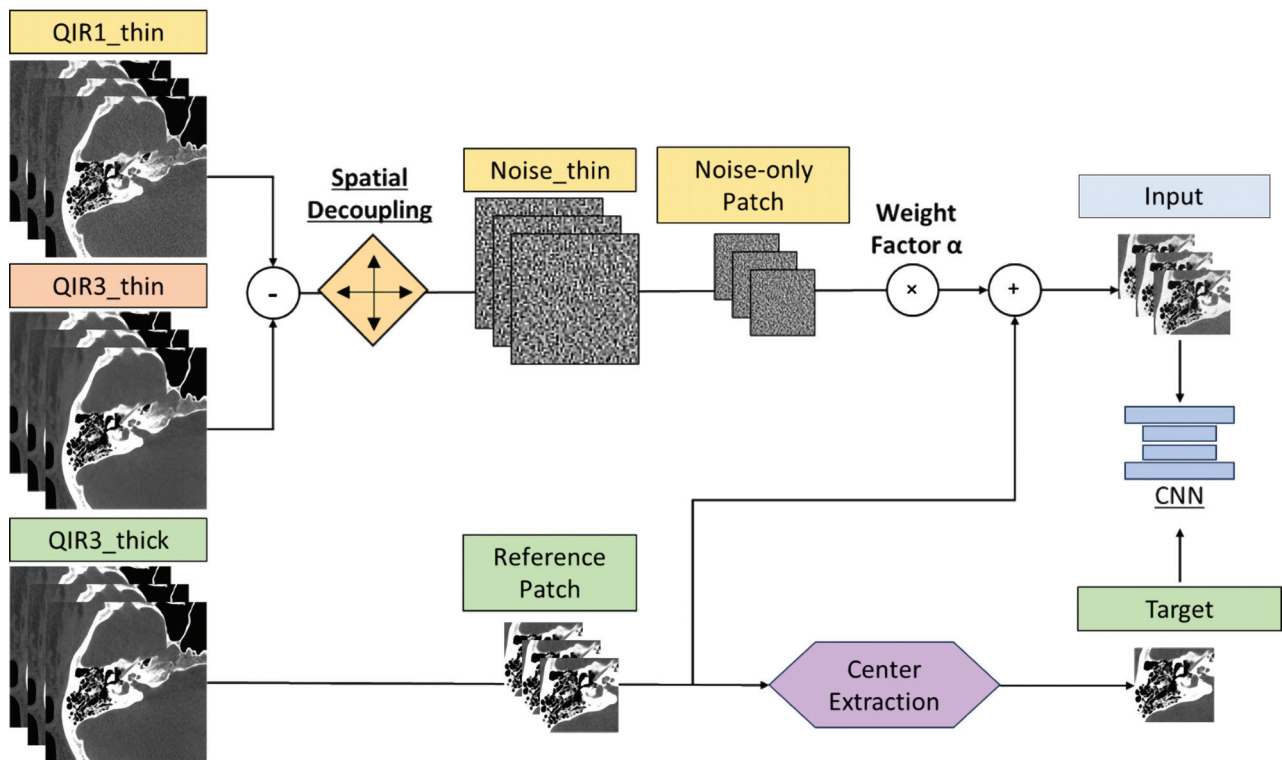 QIR1_thin
Spatial
Decoupling
Noise_thin
Noise-only
Patch
Weight
Factor α
Input
QIR3_thin
-
×
+
CNN
QIR3_thick
Reference
Patch
Center
Extraction
Target